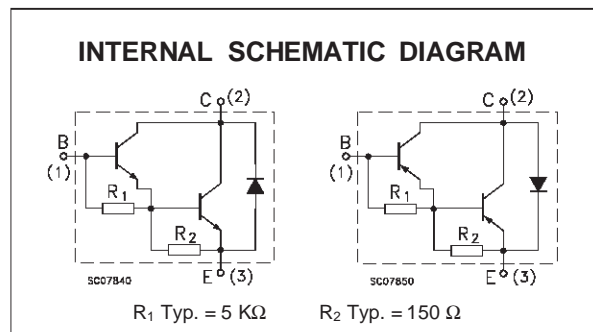 INTERNAL SCHEMATIC DIAGRAM
C (2)
B
(1)
R1
R2
E (3)
SC07840
C (2)
B
(1)
R1
R2
E (3)
SC07850
R1 Typ. = 5 KΩ R2 Typ. = 150 Ω